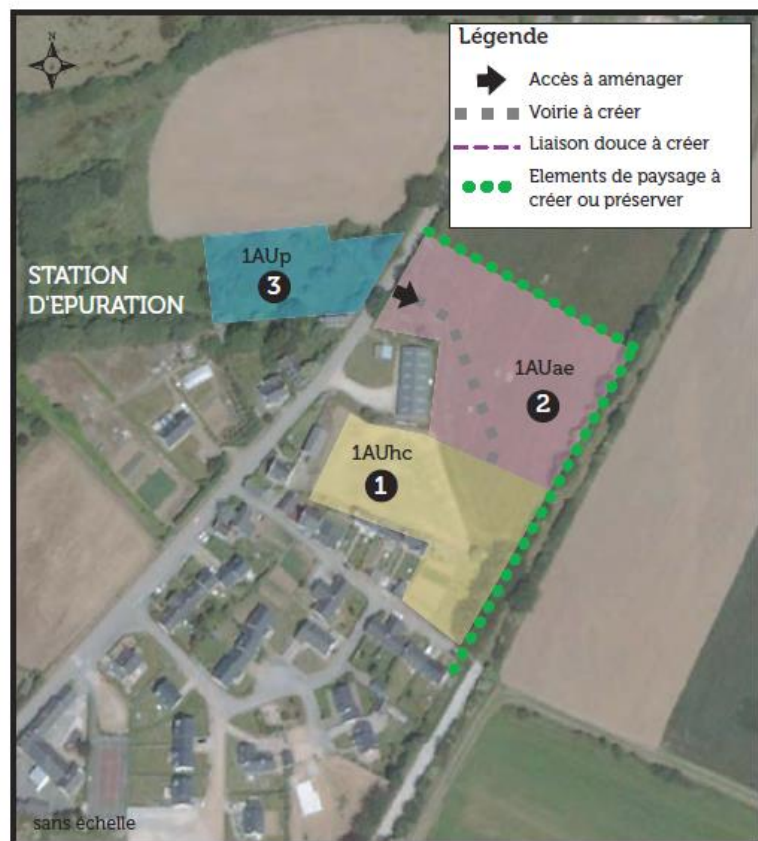 N
Légende
Accès à aménager
Voirie à créer
Liaison douce à créer
Elements de paysage à
créer ou préserver
1AUp
3
STATION
D'EPURATION
1AUae
2
1AUhc
1
sans échelle